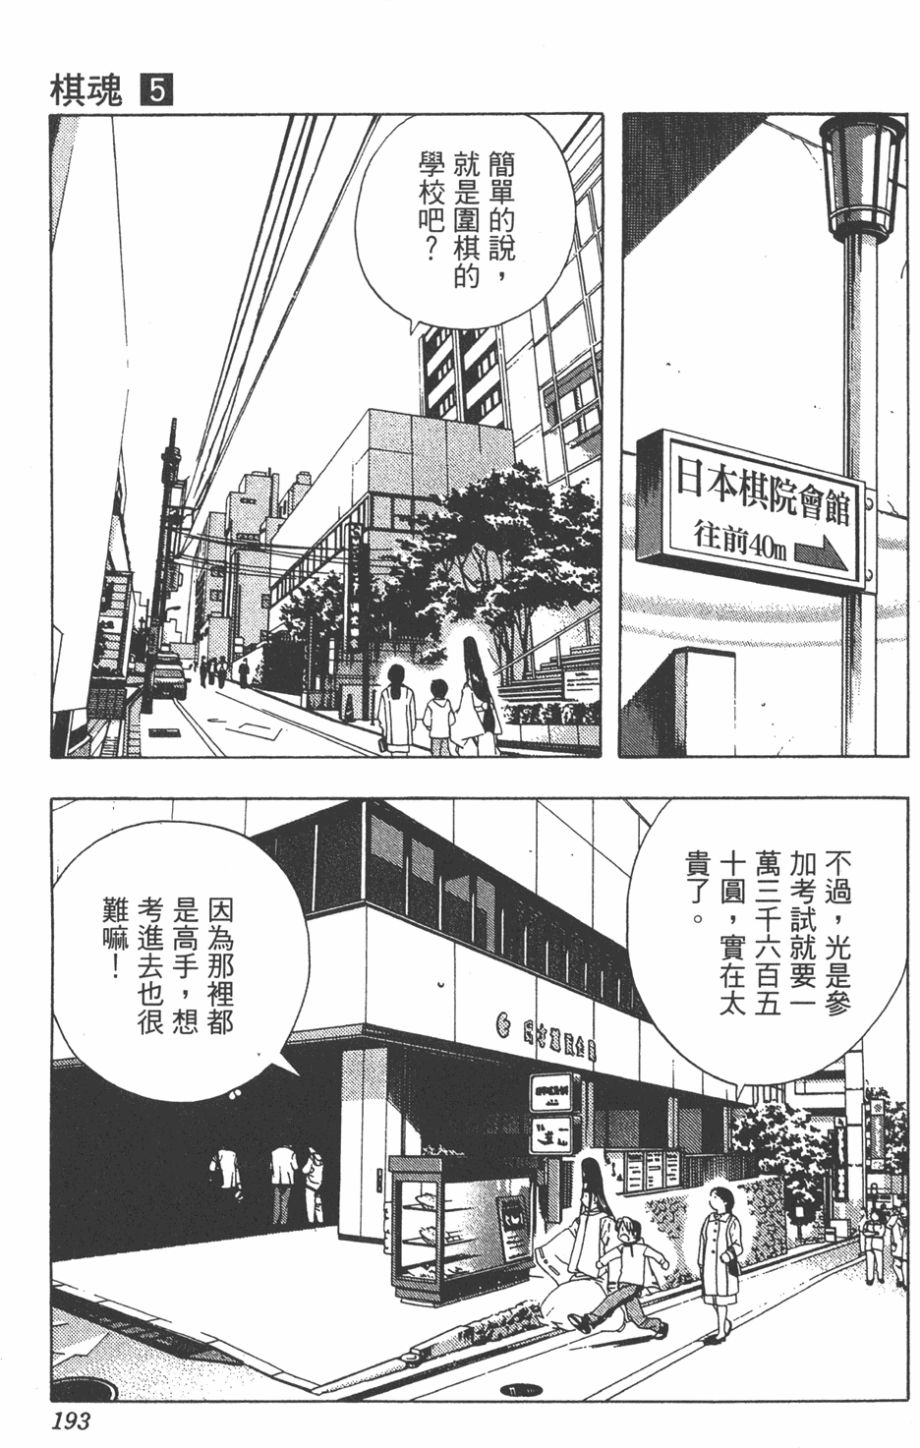 棋魂 5
日本棋院會館
往前40m
簡單的說，
就是圍棋的
學校吧？
不過，光是參
加考試就要一
萬三千六百五
十圓，實在太
貴了。
因為那裡都
是高手，想
考進去也很
難嘛！
193